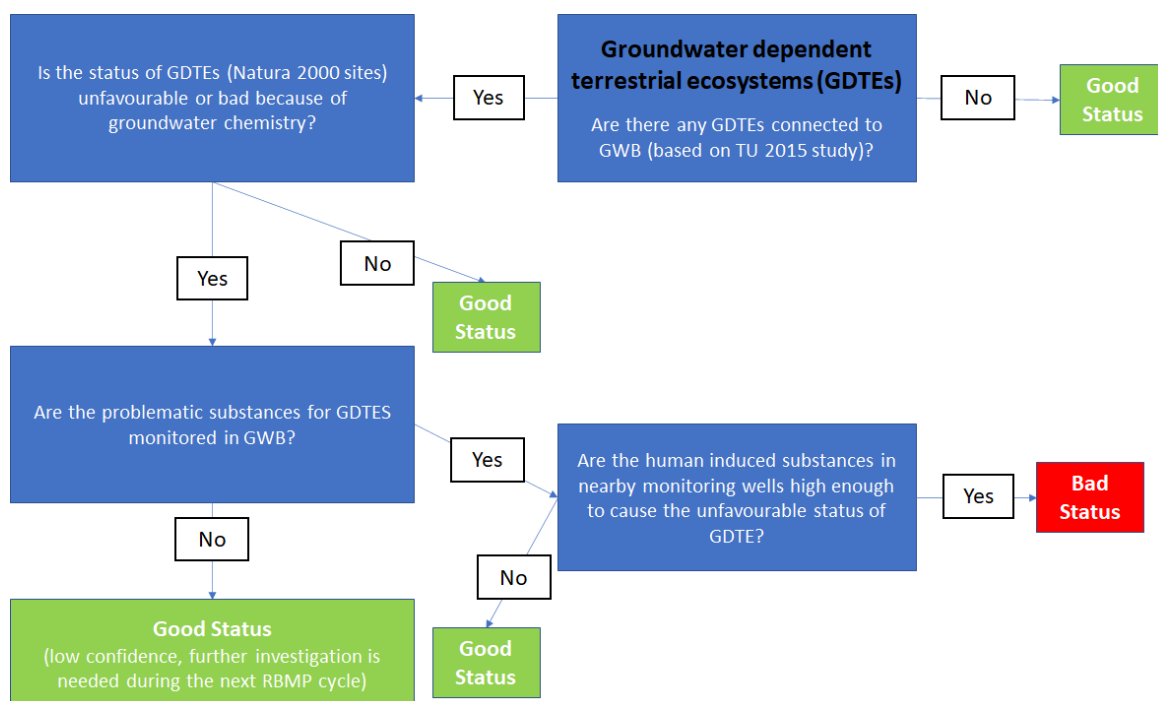 Groundwater dependent
terrestrial ecosystems (GDTEs)
Are there any GDTEs connected to
GWB (based on TU 2015 study)?
No
Good
Status
Yes
Is the status of GDTEs (Natura 2000 sites)
unfavourable or bad because of
groundwater chemistry?
No
Good
Status
Yes
Are the problematic substances for GDTES
monitored in GWB?
Yes
Are the human induced substances in
nearby monitoring wells high enough
to cause the unfavourable status of
GDTE?
Yes
Bad
Status
No
Good
Status
No
Good Status
(low confidence, further investigation is
needed during the next RBMP cycle)